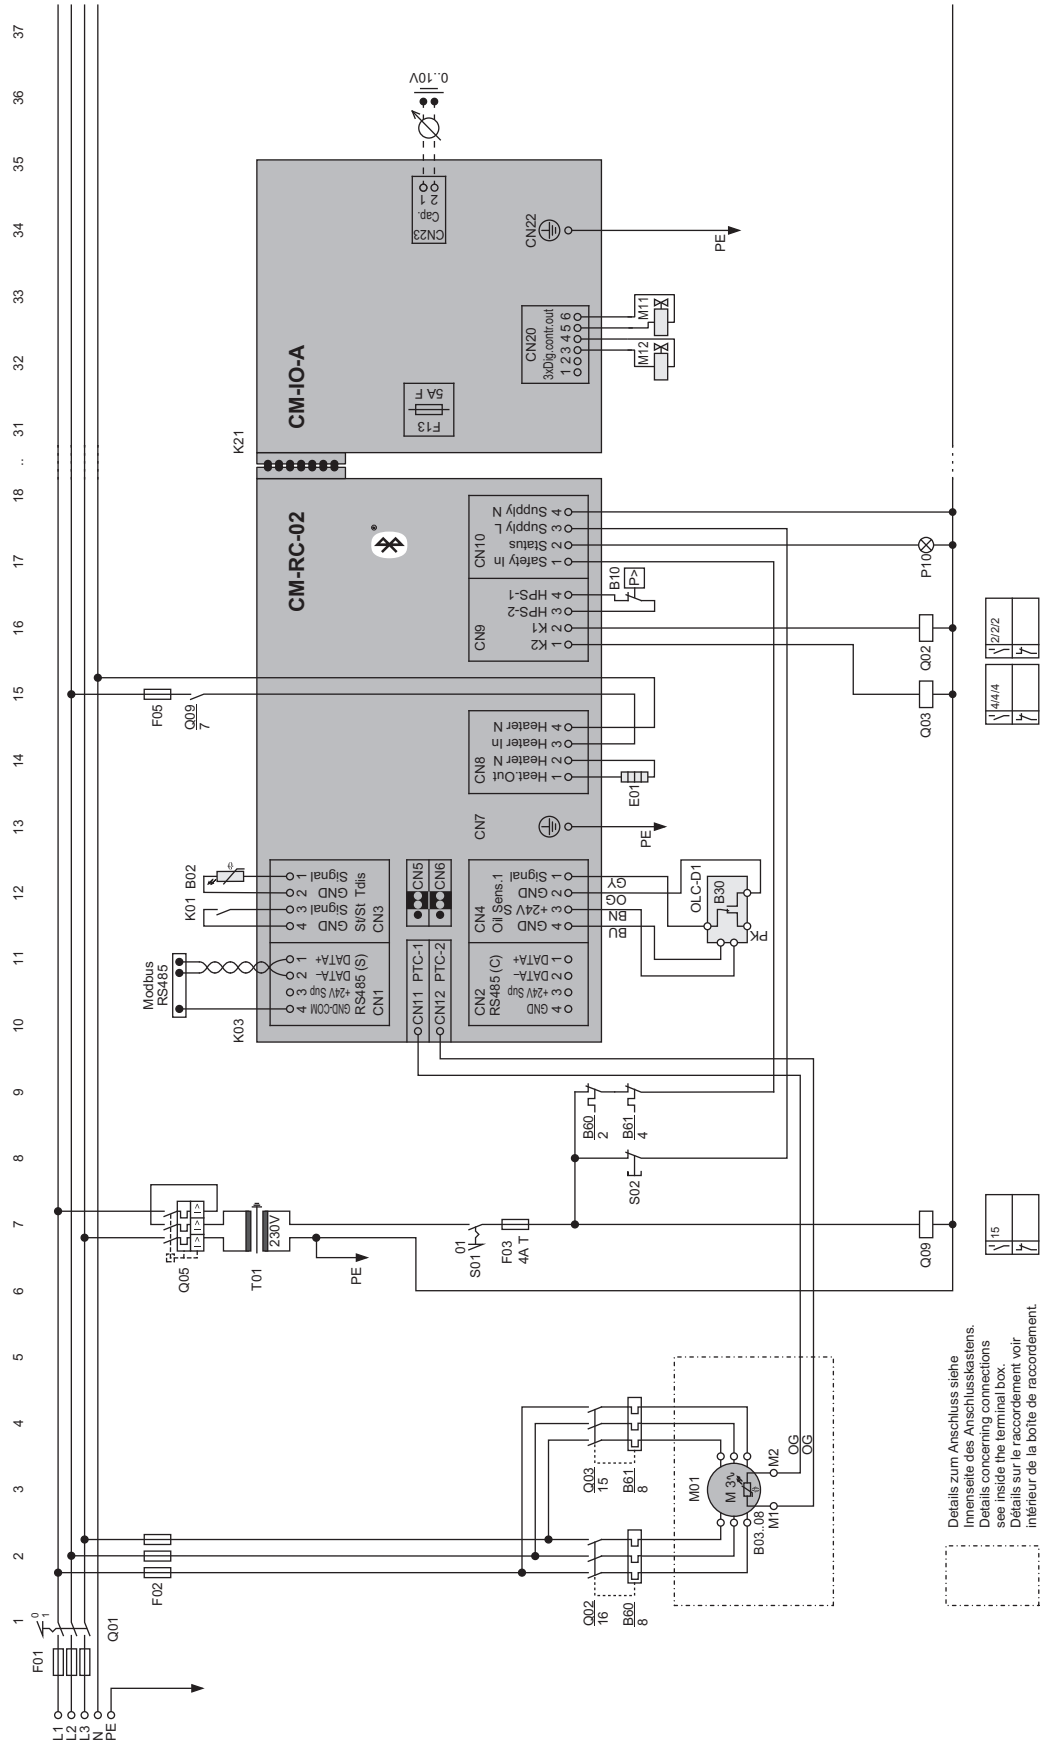 L1
L2
L3
N
PE
F01
0
1
Q01
F02
1
2
3
4
5
6
7
8
9
10
11
12
13
14
15
16
17
18
..
31
32
33
34
35
36
37
Q02
16
B60
8
Q03
15
B61
8
M01
M 3~
B03..08
M1
M2
OG
OG
Q05
I >
I >
I >
T01
230V
PE
S01
01
F03
4A T
S02
B60
2
B61
4
Q09
15
K03
CM-RC-02
Modbus
RS485
4 GND-COM
3 +24V Sup
2 DATA–
1 DATA+
RS485 (S)
CN1
K01
B02
4 GND
3 Signal
2 GND
1 Signal
St/St
Tdis
CN3
CN11 PTC-1
CN12 PTC-2
CN5
CN6
CN2
RS485 (C)
GND 4
+24V Sup 3
DATA– 2
DATA+ 1
CN4
Oil Sens.1
GND 4
+24V S 3
GND 2
Signal 1
BU
BN
OG
GY
OLC-D1
B30
PK
CN7
PE
CN8
Heat.Out 1
Heater N 2
Heater In 3
Heater N 4
E01
F05
Q09
7
CN9
K2 1
K1 2
HPS-2 3
HPS-1 4
B10
P>
CN10
Safety In 1
Status 2
Supply L 3
Supply N 4
Q03
4/4/4
Q02
2/2/2
P10
K21
CM-IO-A
F13
5A F
CN20
3xDig.contr.out
1 2 3 4 5 6
M12
M11
CN22
PE
CN23
Cap.
2 1
0..10V
Details zum Anschluss siehe
Innenseite des Anschlusskastens.
Details concerning connections
see inside the terminal box.
Détails sur le raccordement voir
intérieur de la boîte de raccordement.